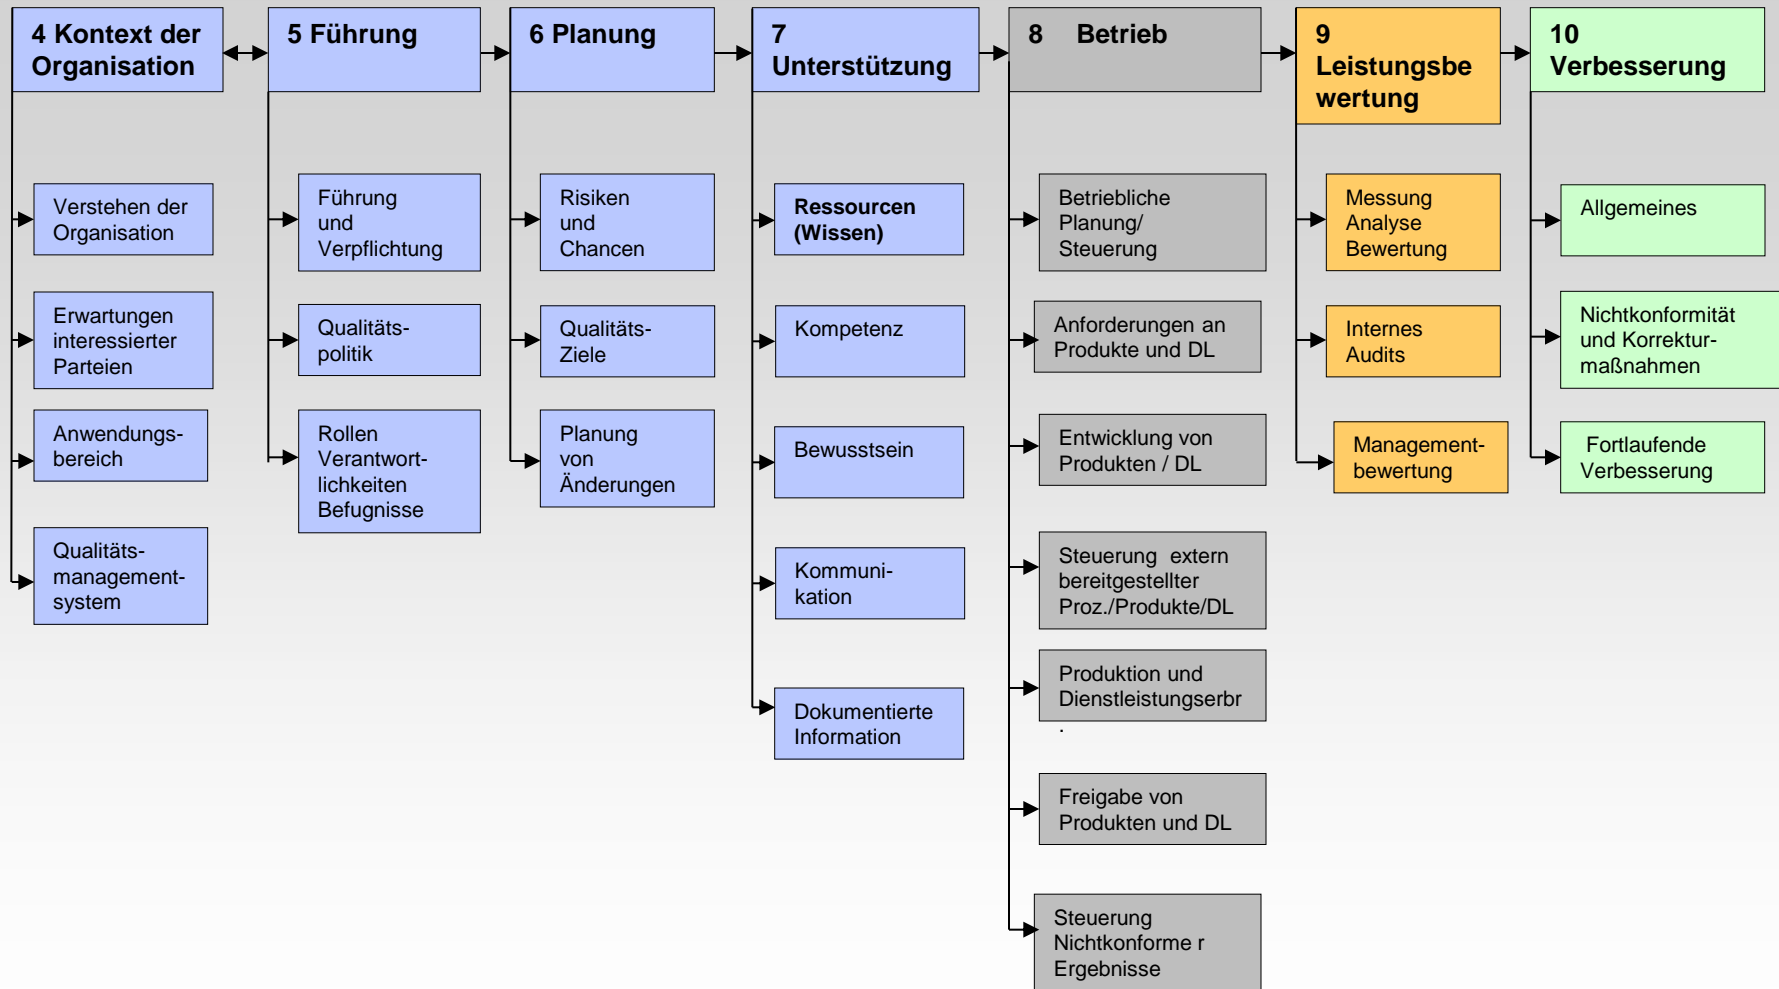 4 Kontext der
Organisation
5 Führung
6 Planung
7
Unterstützung
8 Betrieb
9
Leistungsbe
wertung
10
Verbesserung
Verstehen der
Organisation
Erwartungen
interessierter
Parteien
Anwendungs-
bereich
Qualitäts-
management-
system
Führung
und
Verpflichtung
Qualitäts-
politik
Rollen
Verantwort-
lichkeiten
Befugnisse
Risiken
und
Chancen
Qualitäts-
Ziele
Planung
von
Änderungen
Ressourcen
(Wissen)
Kompetenz
Bewusstsein
Kommuni-
kation
Dokumentierte
Information
Betriebliche
Planung/
Steuerung
Anforderungen an
Produkte und DL
Entwicklung von
Produkten / DL
Steuerung extern
bereitgestellter
Proz./Produkte/DL
Produktion und
Dienstleistungserbr
.
Freigabe von
Produkten und DL
Steuerung
Nichtkonforme r
Ergebnisse
Messung
Analyse
Bewertung
Internes
Audits
Management-
bewertung
Allgemeines
Nichtkonformität
und Korrektur-
maßnahmen
Fortlaufende
Verbesserung